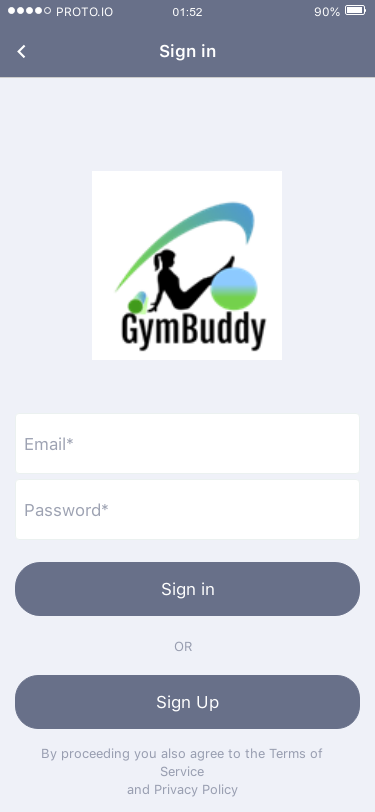 PROTO.IO 01:52 90%
Sign in
GymBuddy
Email*
Password*
Sign in
OR
Sign Up
By proceeding you also agree to the Terms of
Service
and Privacy Policy